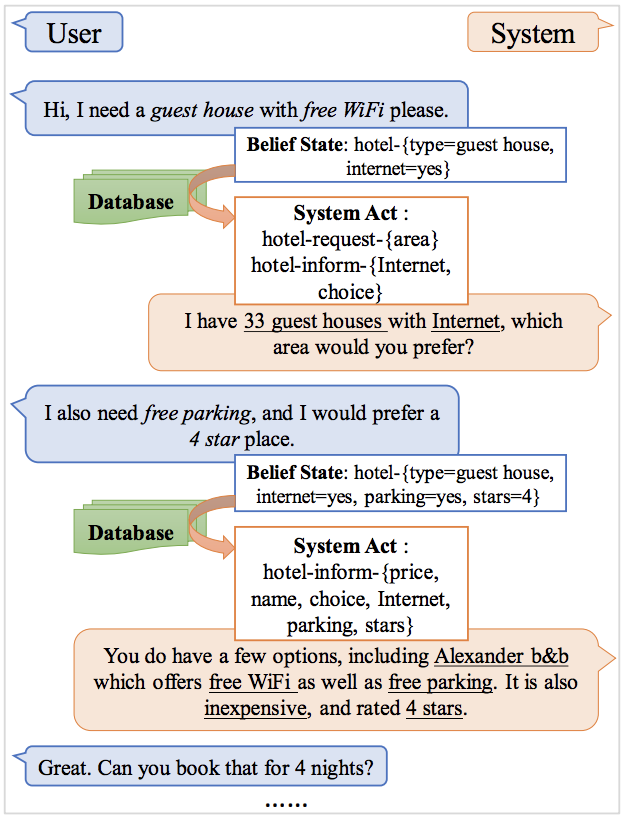 User
System
Hi, I need a guest house with free WiFi please.
Belief State: hotel-{type=guest house,
internet=yes}
Database
System Act :
hotel-request-{area}
hotel-inform-{Internet,
choice}
I have 33 guest houses with Internet, which
area would you prefer?
I also need free parking, and I would prefer a
4 star place.
Belief State: hotel-{type=guest house,
internet=yes, parking=yes, stars=4}
Database
System Act :
hotel-inform-{price,
name, choice, Internet,
parking, stars}
You do have a few options, including Alexander b&b
which offers free WiFi as well as free parking. It is also
inexpensive, and rated 4 stars.
Great. Can you book that for 4 nights?
......